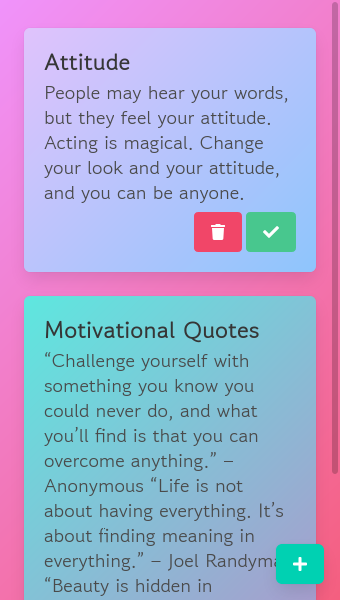 Attitude
People may hear your words,
but they feel your attitude.
Acting is magical. Change
your look and your attitude,
and you can be anyone.
Motivational Quotes
“Challenge yourself with
something you know you
could never do, and what
you’ll find is that you can
overcome anything.” –
Anonymous “Life is not
about having everything. It’s
about finding meaning in
everything.” – Joel
“Beauty is hidden in